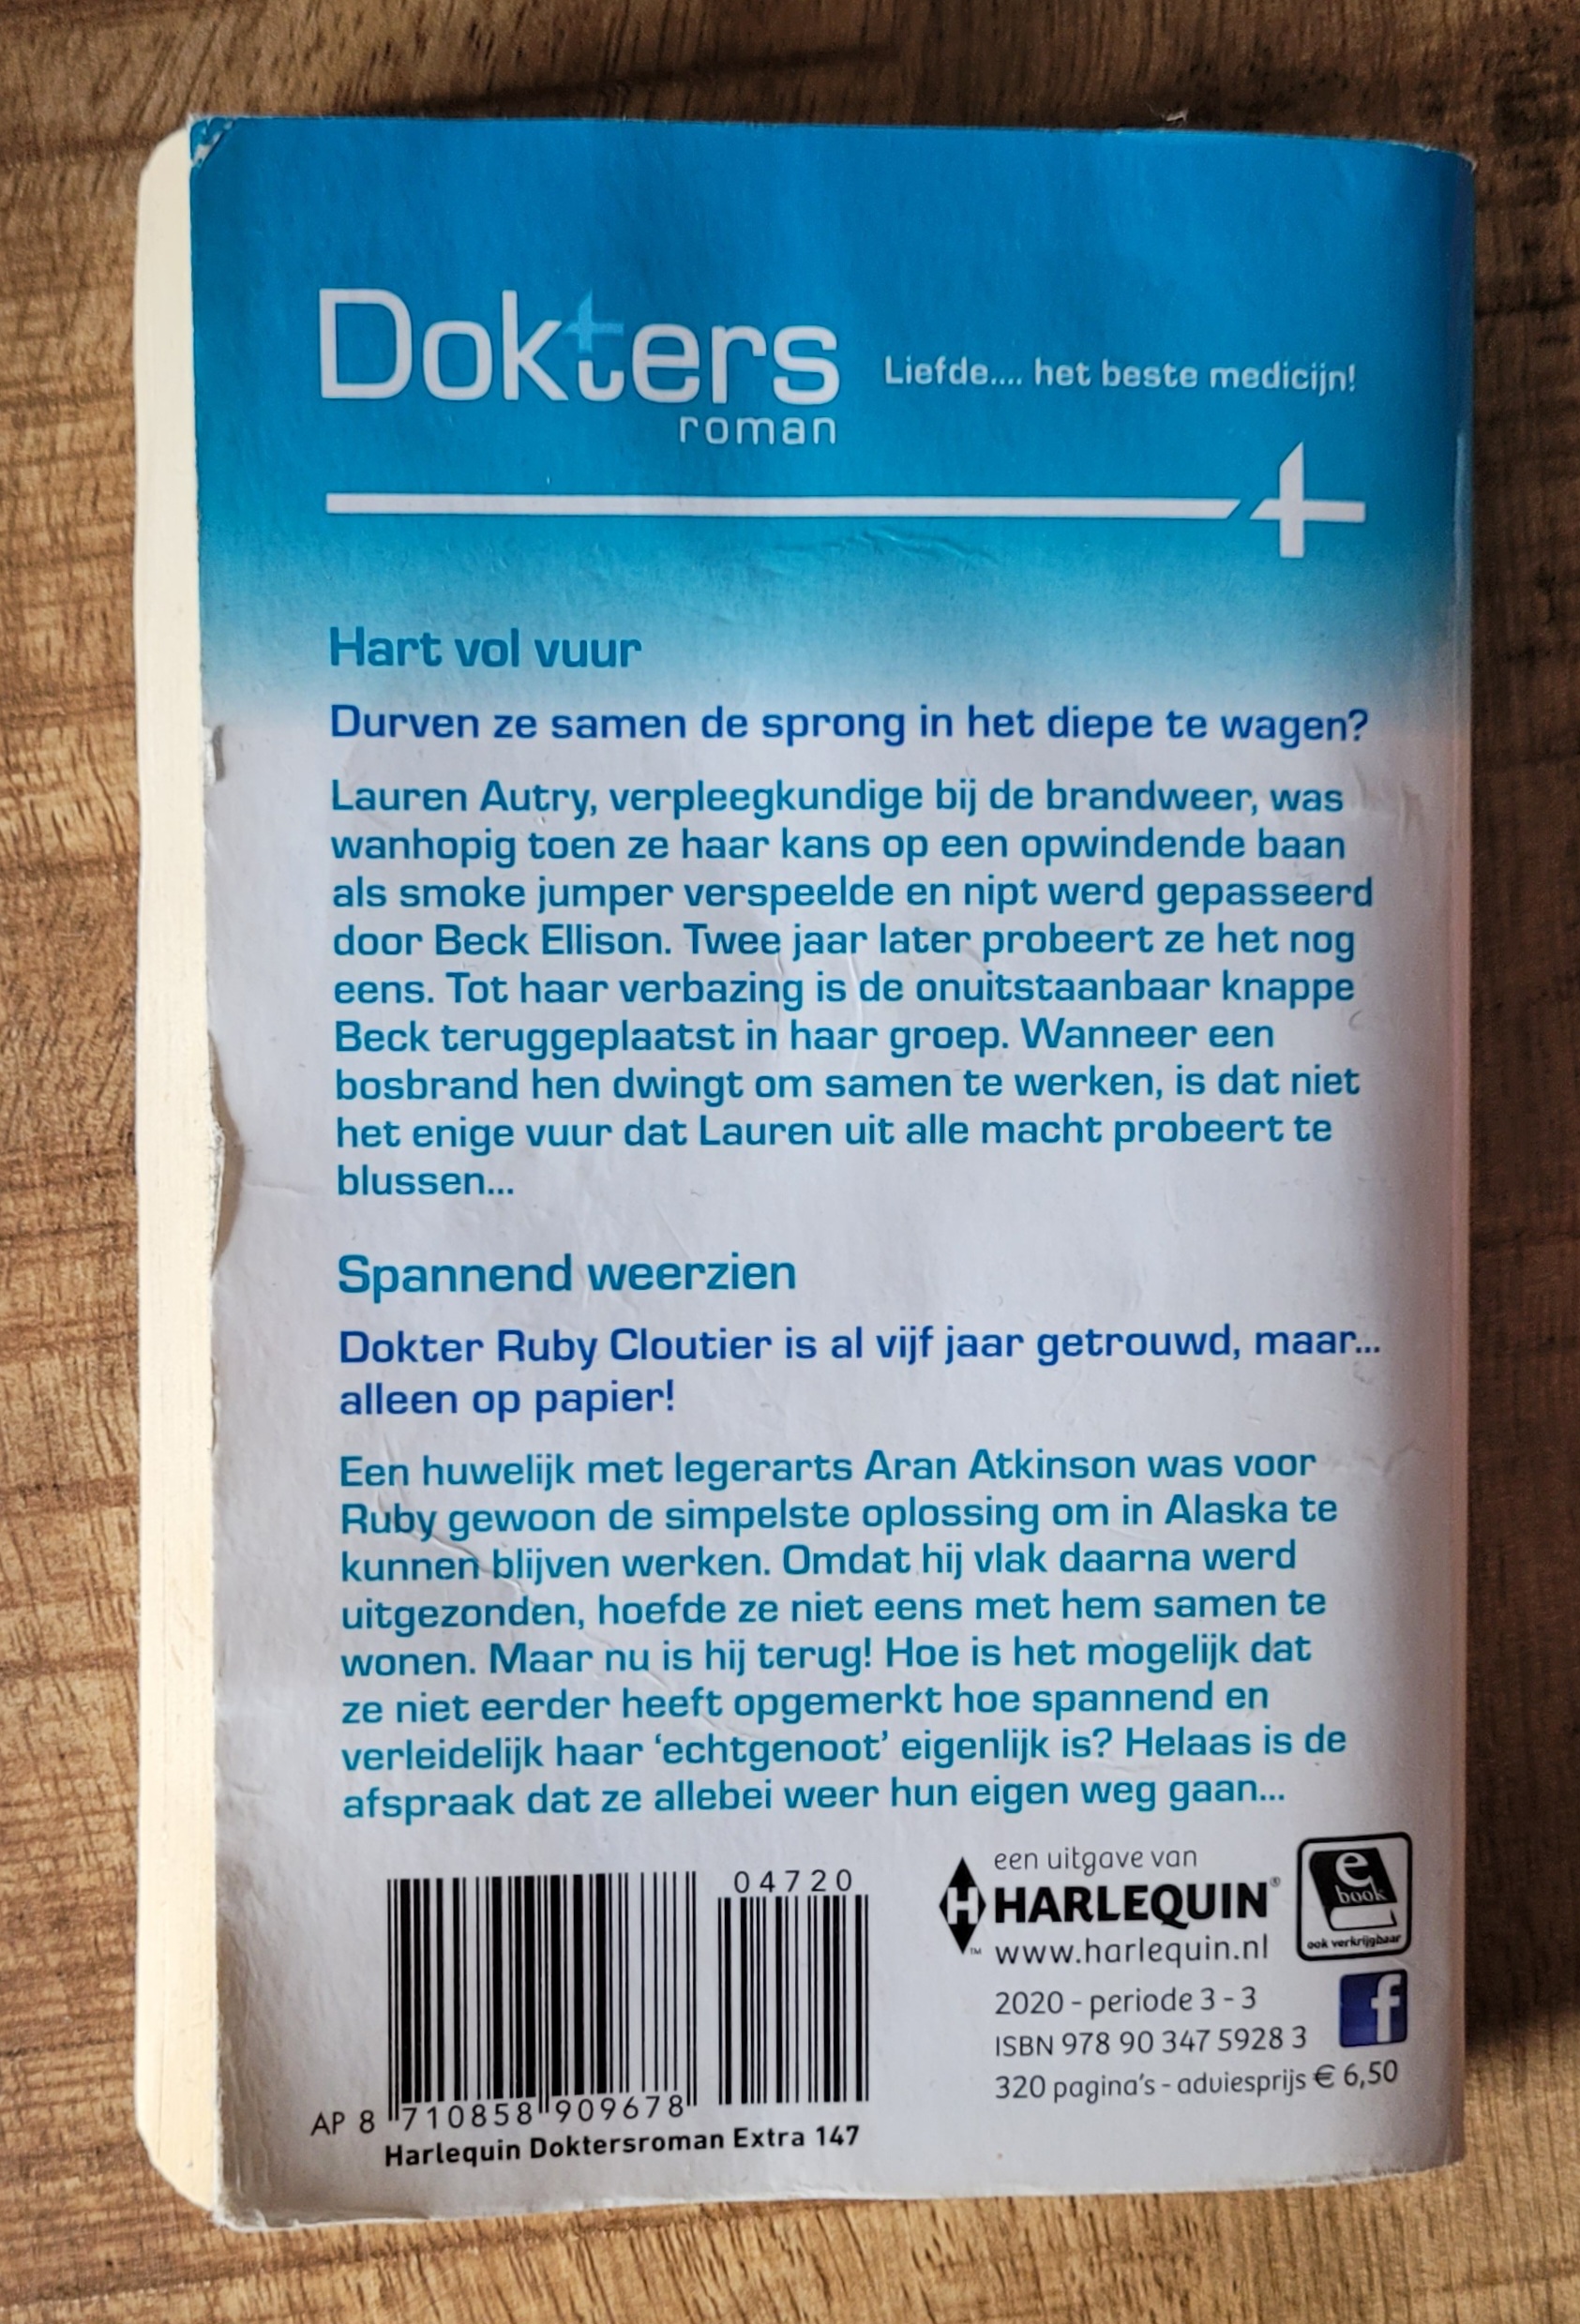 Dokters
roman
Liefde.... het beste medicijn!
Hart vol vuur
Durven ze samen de sprong in het diepe te wagen?
Lauren Autry, verpleegkundige bij de brandweer, was
wanhopig toen ze haar kans op een opwindende baan
als smoke jumper verspeelde en nipt werd gepasseerd
door Beck Ellison. Twee jaar later probeert ze het nog
eens. Tot haar verbazing is de onuitstaanbaar knappe
Beck teruggeplaatst in haar groep. Wanneer een
bosbrand hen dwingt om samen te werken, is dat niet
het enige vuur dat Lauren uit alle macht probeert te
blussen...
Spannend weerzien
Dokter Ruby Cloutier is al vijf jaar getrouwd, maar...
alleen op papier!
Een huwelijk met legerarts Aran Atkinson was voor
Ruby gewoon de simpelste oplossing om in Alaska te
kunnen blijven werken. Omdat hij vlak daarna werd
uitgezonden, hoefde ze niet eens met hem samen te
wonen. Maar nu is hij terug! Hoe is het mogelijk dat
ze niet eerder heeft opgemerkt hoe spannend en
verleidelijk haar ‘echtgenoot’ eigenlijk is? Helaas is de
afspraak dat ze allebei weer hun eigen weg gaan...
04720
AP 8 710858 909678
Harlequin Doktersroman Extra 147
een uitgave van
H HARLEQUIN®
™ www.harlequin.nl
2020 - periode 3 - 3
ISBN 978 90 347 5928 3
320 pagina's - adviesprijs € 6,50
e
book
ook verkrijgbaar
f